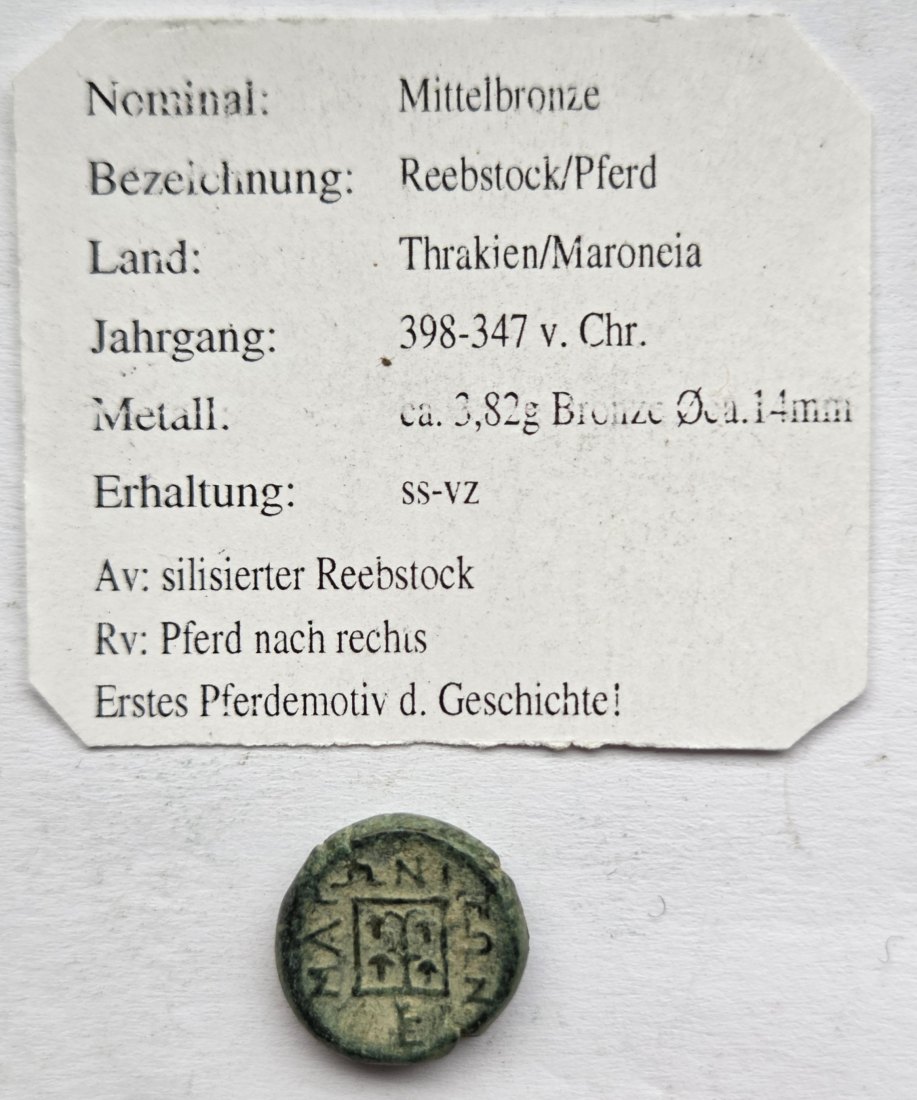 Nominal: Mittelbronze
Bezeichnung: Reebstock/Pferd
Land: Thrakien/Maroneia
Jahrgang: 398-347 v. Chr.
Metall: ca. 3,82g Bronze Øca.14mm
Erhaltung: ss-vz
Av: silisierter Reebstock
Rv: Pferd nach rechts
Erstes Pferdemotiv d. Geschichte!
ΜΑΡΩΝΙΤΩΝ
Ε